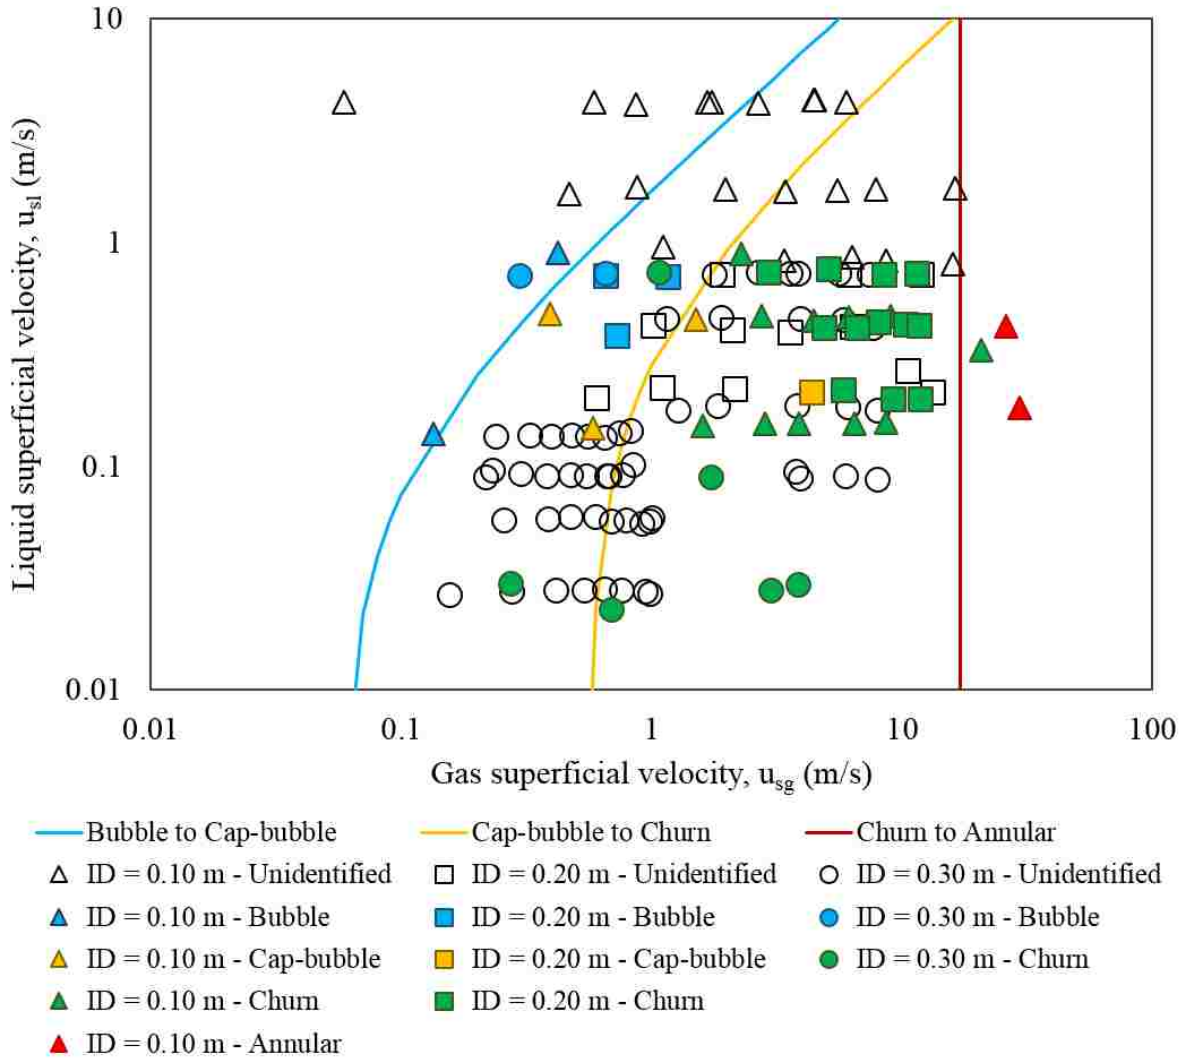 10
1
0.1
0.01
Liquid superficial velocity, usl (m/s)
0.01 0.1 1 10 100
Gas superficial velocity, usg (m/s)
Bubble to Cap-bubble Cap-bubble to Churn Churn to Annular
ID = 0.10 m - Unidentified ID = 0.20 m - Unidentified ID = 0.30 m - Unidentified
ID = 0.10 m - Bubble ID = 0.20 m - Bubble ID = 0.30 m - Bubble
ID = 0.10 m - Cap-bubble ID = 0.20 m - Cap-bubble ID = 0.30 m - Churn
ID = 0.10 m - Churn ID = 0.20 m - Churn
ID = 0.10 m - Annular